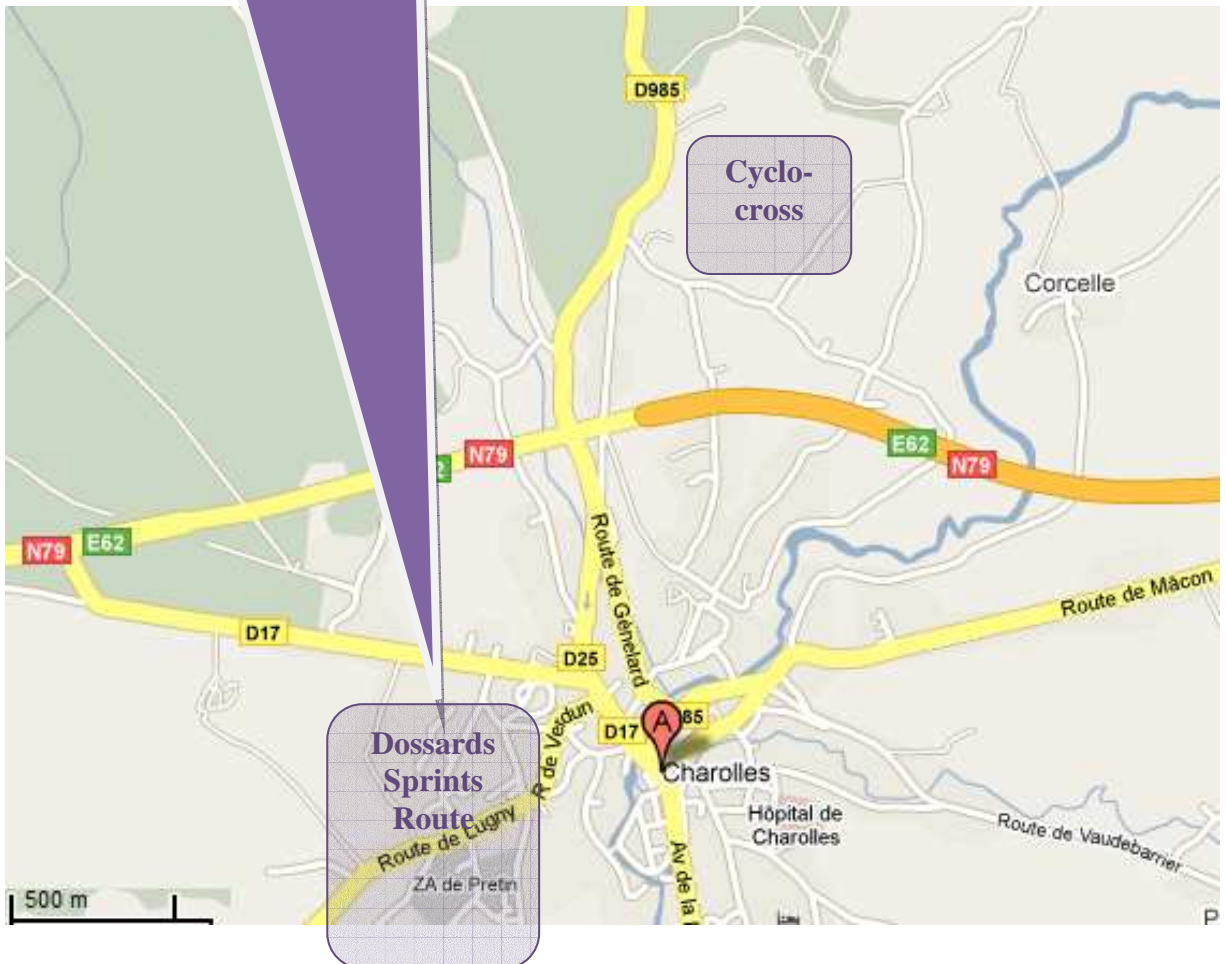 D985
Cyclo-
cross
Corcelle
N79
E62
N79
N79
E62
Route de Génelard
Route de Mâcon
D17
D25
R de Verdun
D17
A
85
Dossards
Sprints
Route
Charolles
Hôpital de
Charolles
Route de Lugny
Route de Vaudebarrier
ZA de Pretin
Av de la
500 m
P